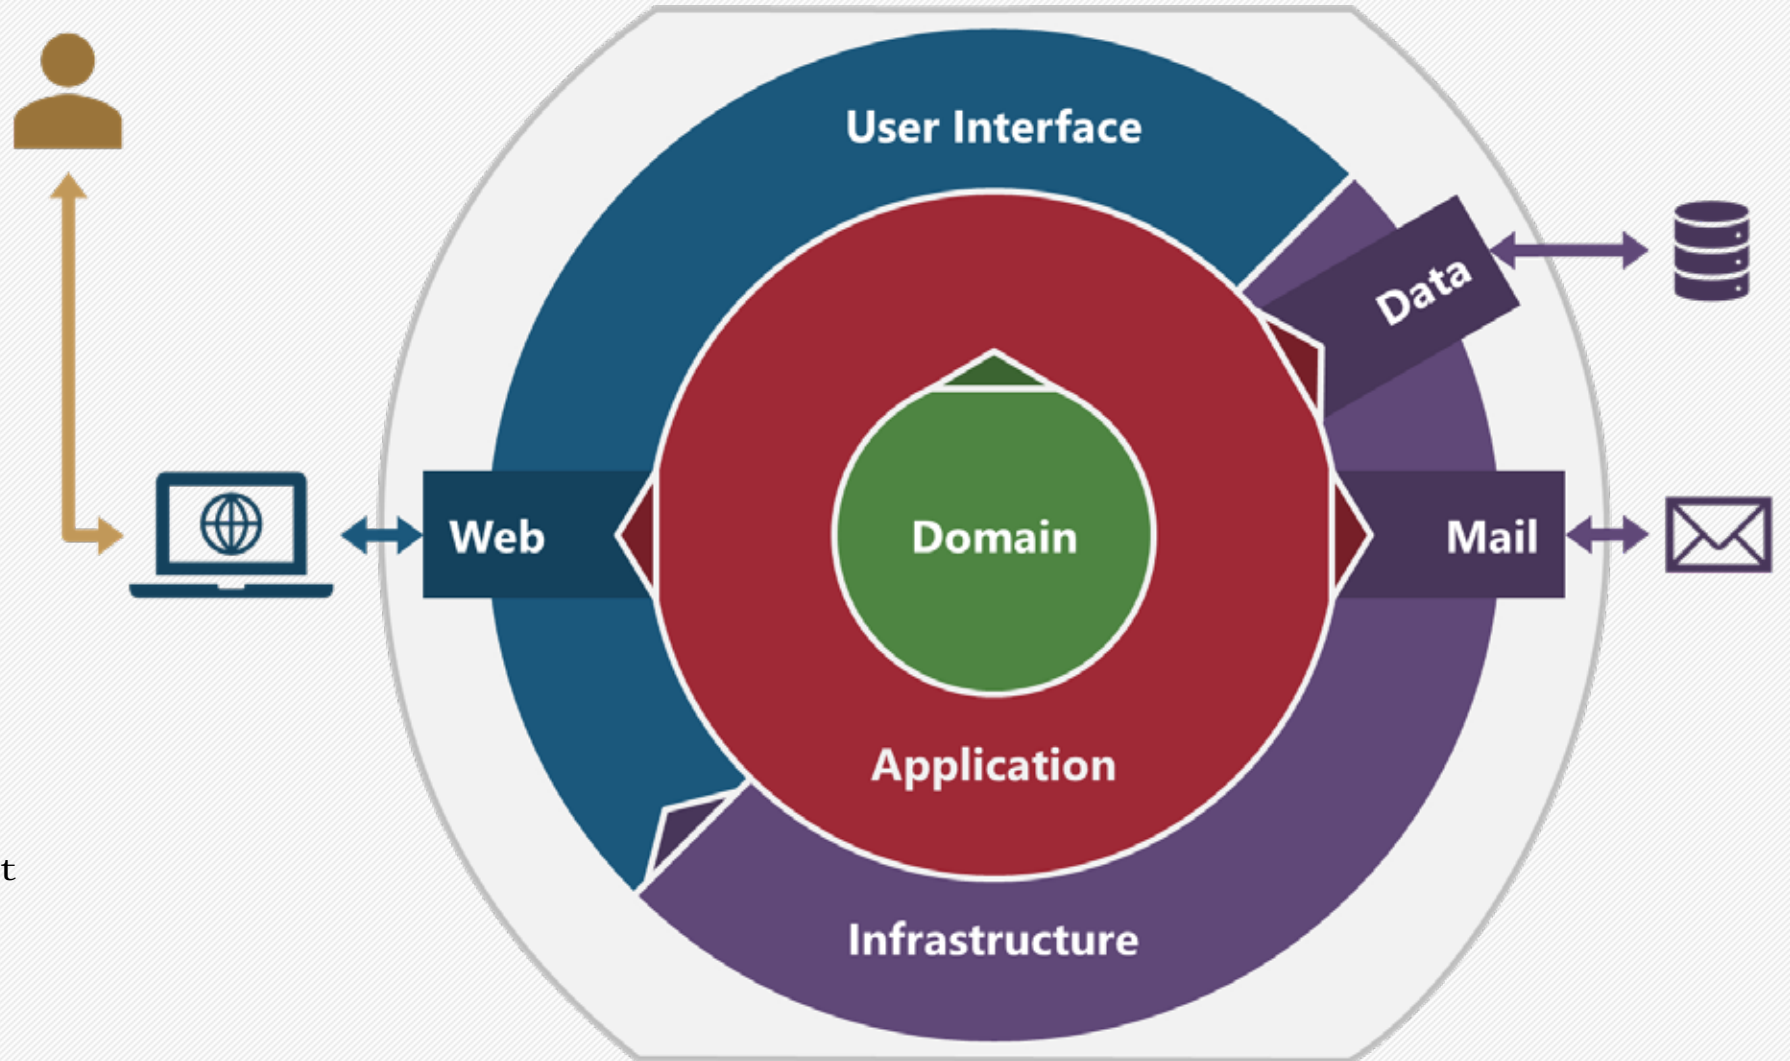 User Interface
Data
Web
Domain
Mail
Application
t
Infrastructure